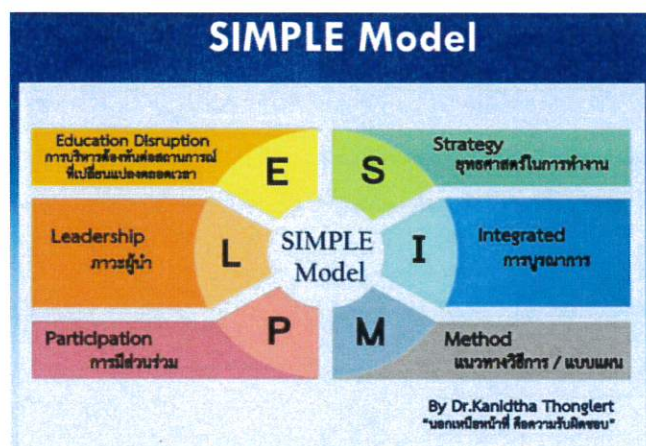 SIMPLE Model
Education Disruption
การบริหารต้องทันต่อสถานการณ์
ที่เปลี่ยนแปลงตลอดเวลา
E
S
Strategy
ยุทธศาสตร์ในการทำงาน
Leadership
ภาวะผู้นำ
L
SIMPLE
Model
I
Integrated
การบูรณาการ
Participation
การมีส่วนร่วม
P
M
Method
แนวทางวิธีการ / แบบแผน
By Dr.Kanidtha Thonglert
"นอกเหนือหน้าที่ คือความรับผิดชอบ"